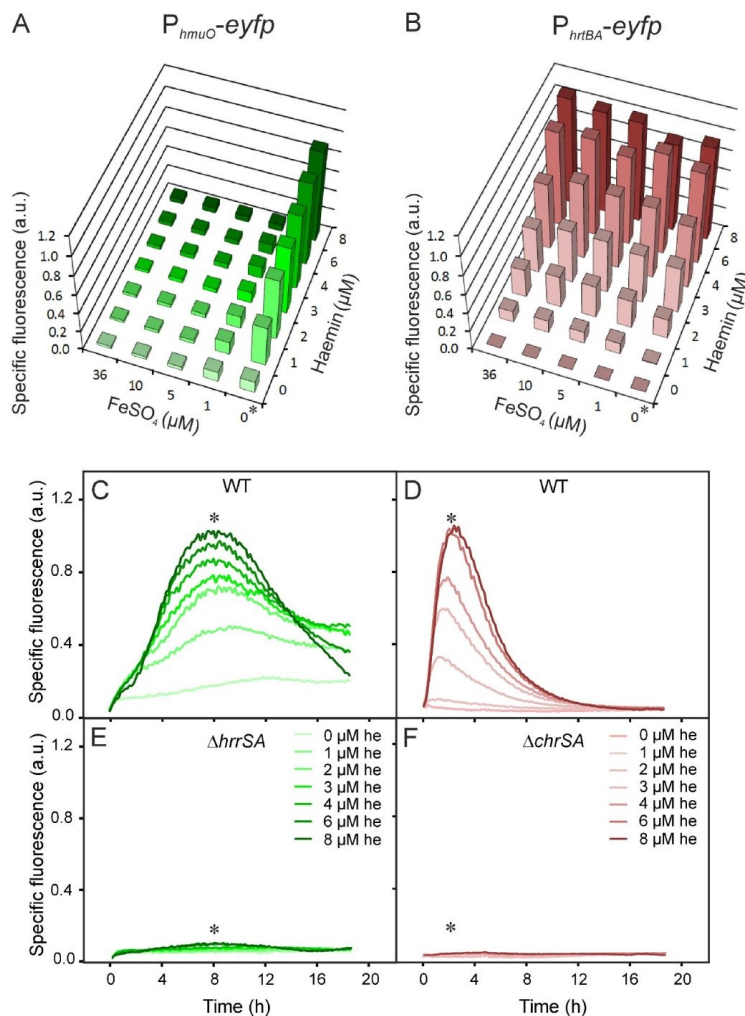 A
P_hmuO-eyfp
Specific fluorescence (a.u.)
1.2
1.0
0.8
0.6
0.4
0.2
0.0
36
10
5
1
0*
FeSO₄ (µM)
0
1
2
3
4
6
8
Haemin (µM)
B
P_hrtBA-eyfp
Specific fluorescence (a.u.)
1.2
1.0
0.8
0.6
0.4
0.2
0.0
36
10
5
1
0*
FeSO₄ (µM)
0
1
2
3
4
6
8
Haemin (µM)
C
WT
*
Specific fluorescence (a.u.)
1.2
0.8
0.4
0.0
D
WT
*
E
ΔhrrSA
0 µM he
1 µM he
2 µM he
3 µM he
4 µM he
6 µM he
8 µM he
*
Specific fluorescence (a.u.)
1.2
0.8
0.4
0.0
0 4 8 12 16 20
Time (h)
F
ΔchrSA
0 µM he
1 µM he
2 µM he
3 µM he
4 µM he
6 µM he
8 µM he
*
0 4 8 12 16 20
Time (h)